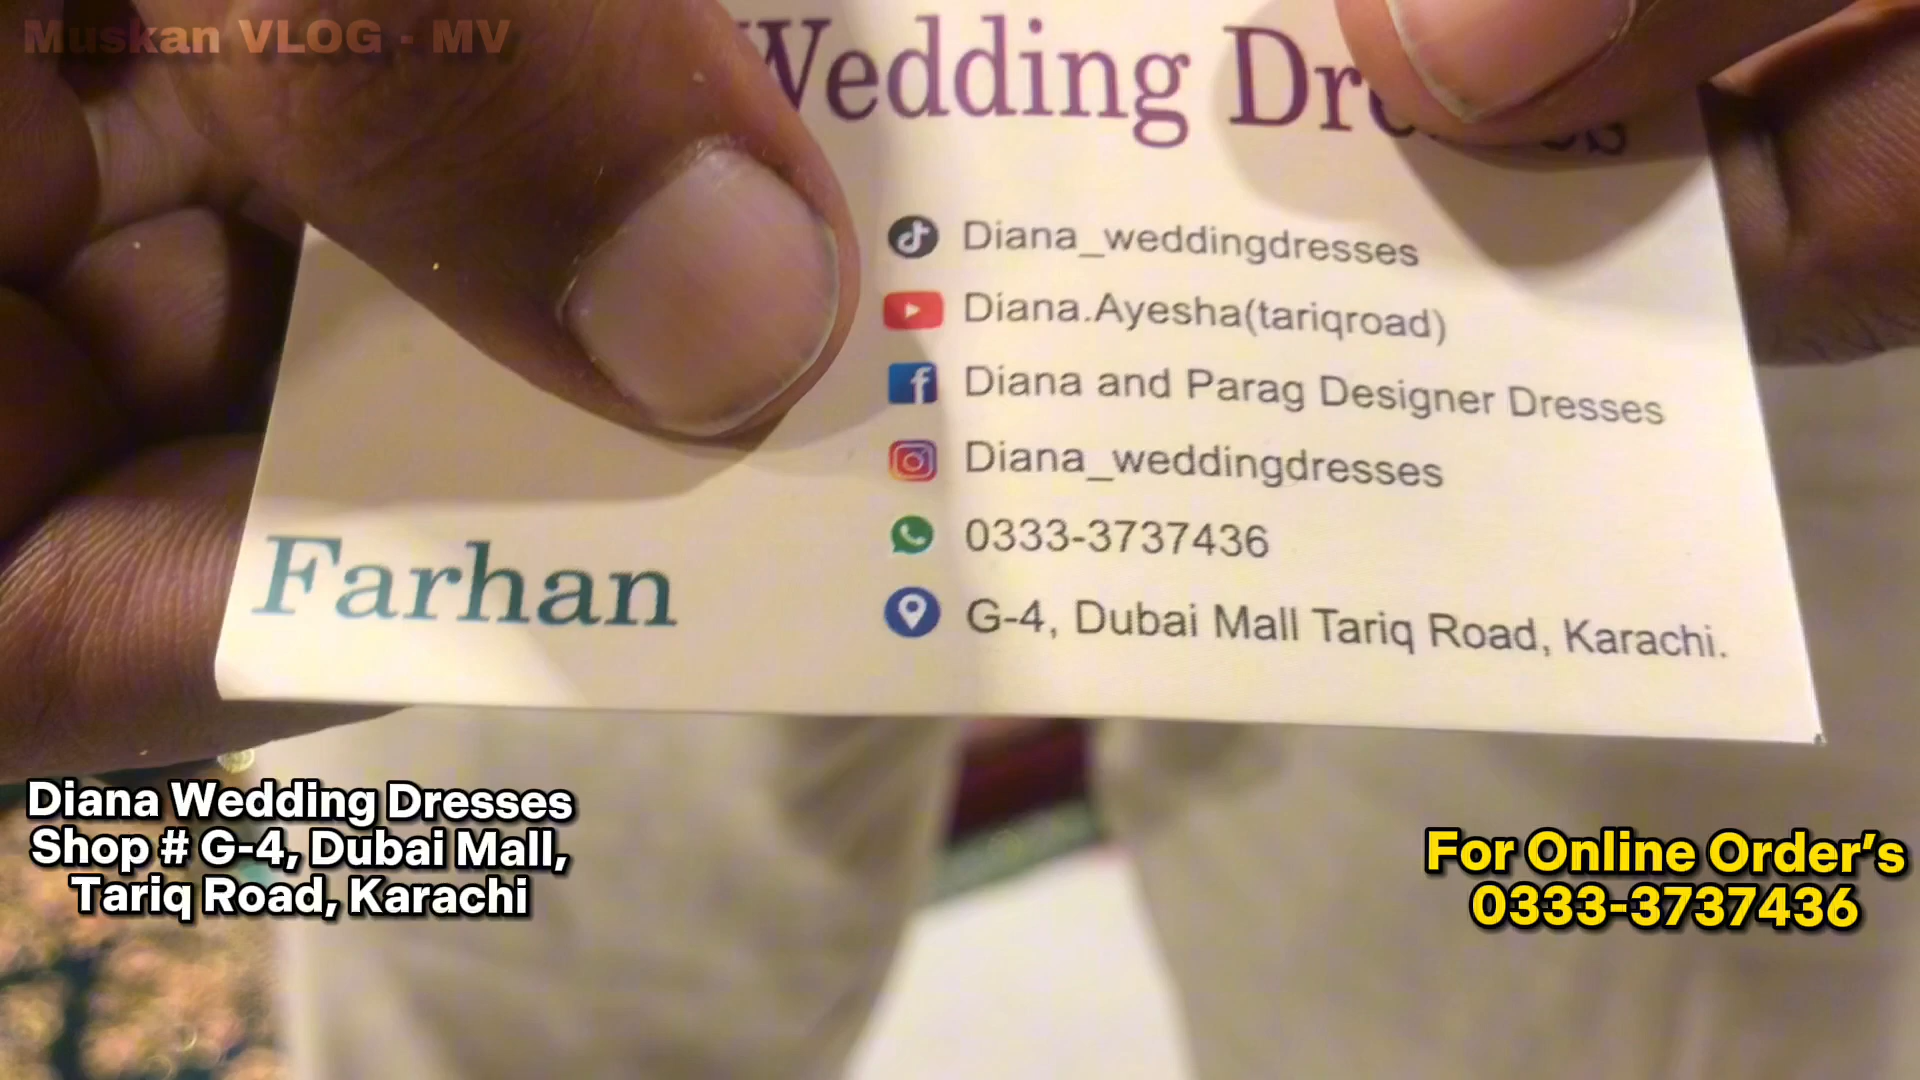 Muskan VLOG - MV
Wedding Dresses
Diana_weddingdresses
Diana.Ayesha(tariqroad)
Diana and Parag Designer Dresses
Diana_weddingdresses
0333-3737436
G-4, Dubai Mall Tariq Road, Karachi.
Farhan
Diana Wedding Dresses
Shop # G-4, Dubai Mall,
Tariq Road, Karachi
For Online Order's
0333-3737436